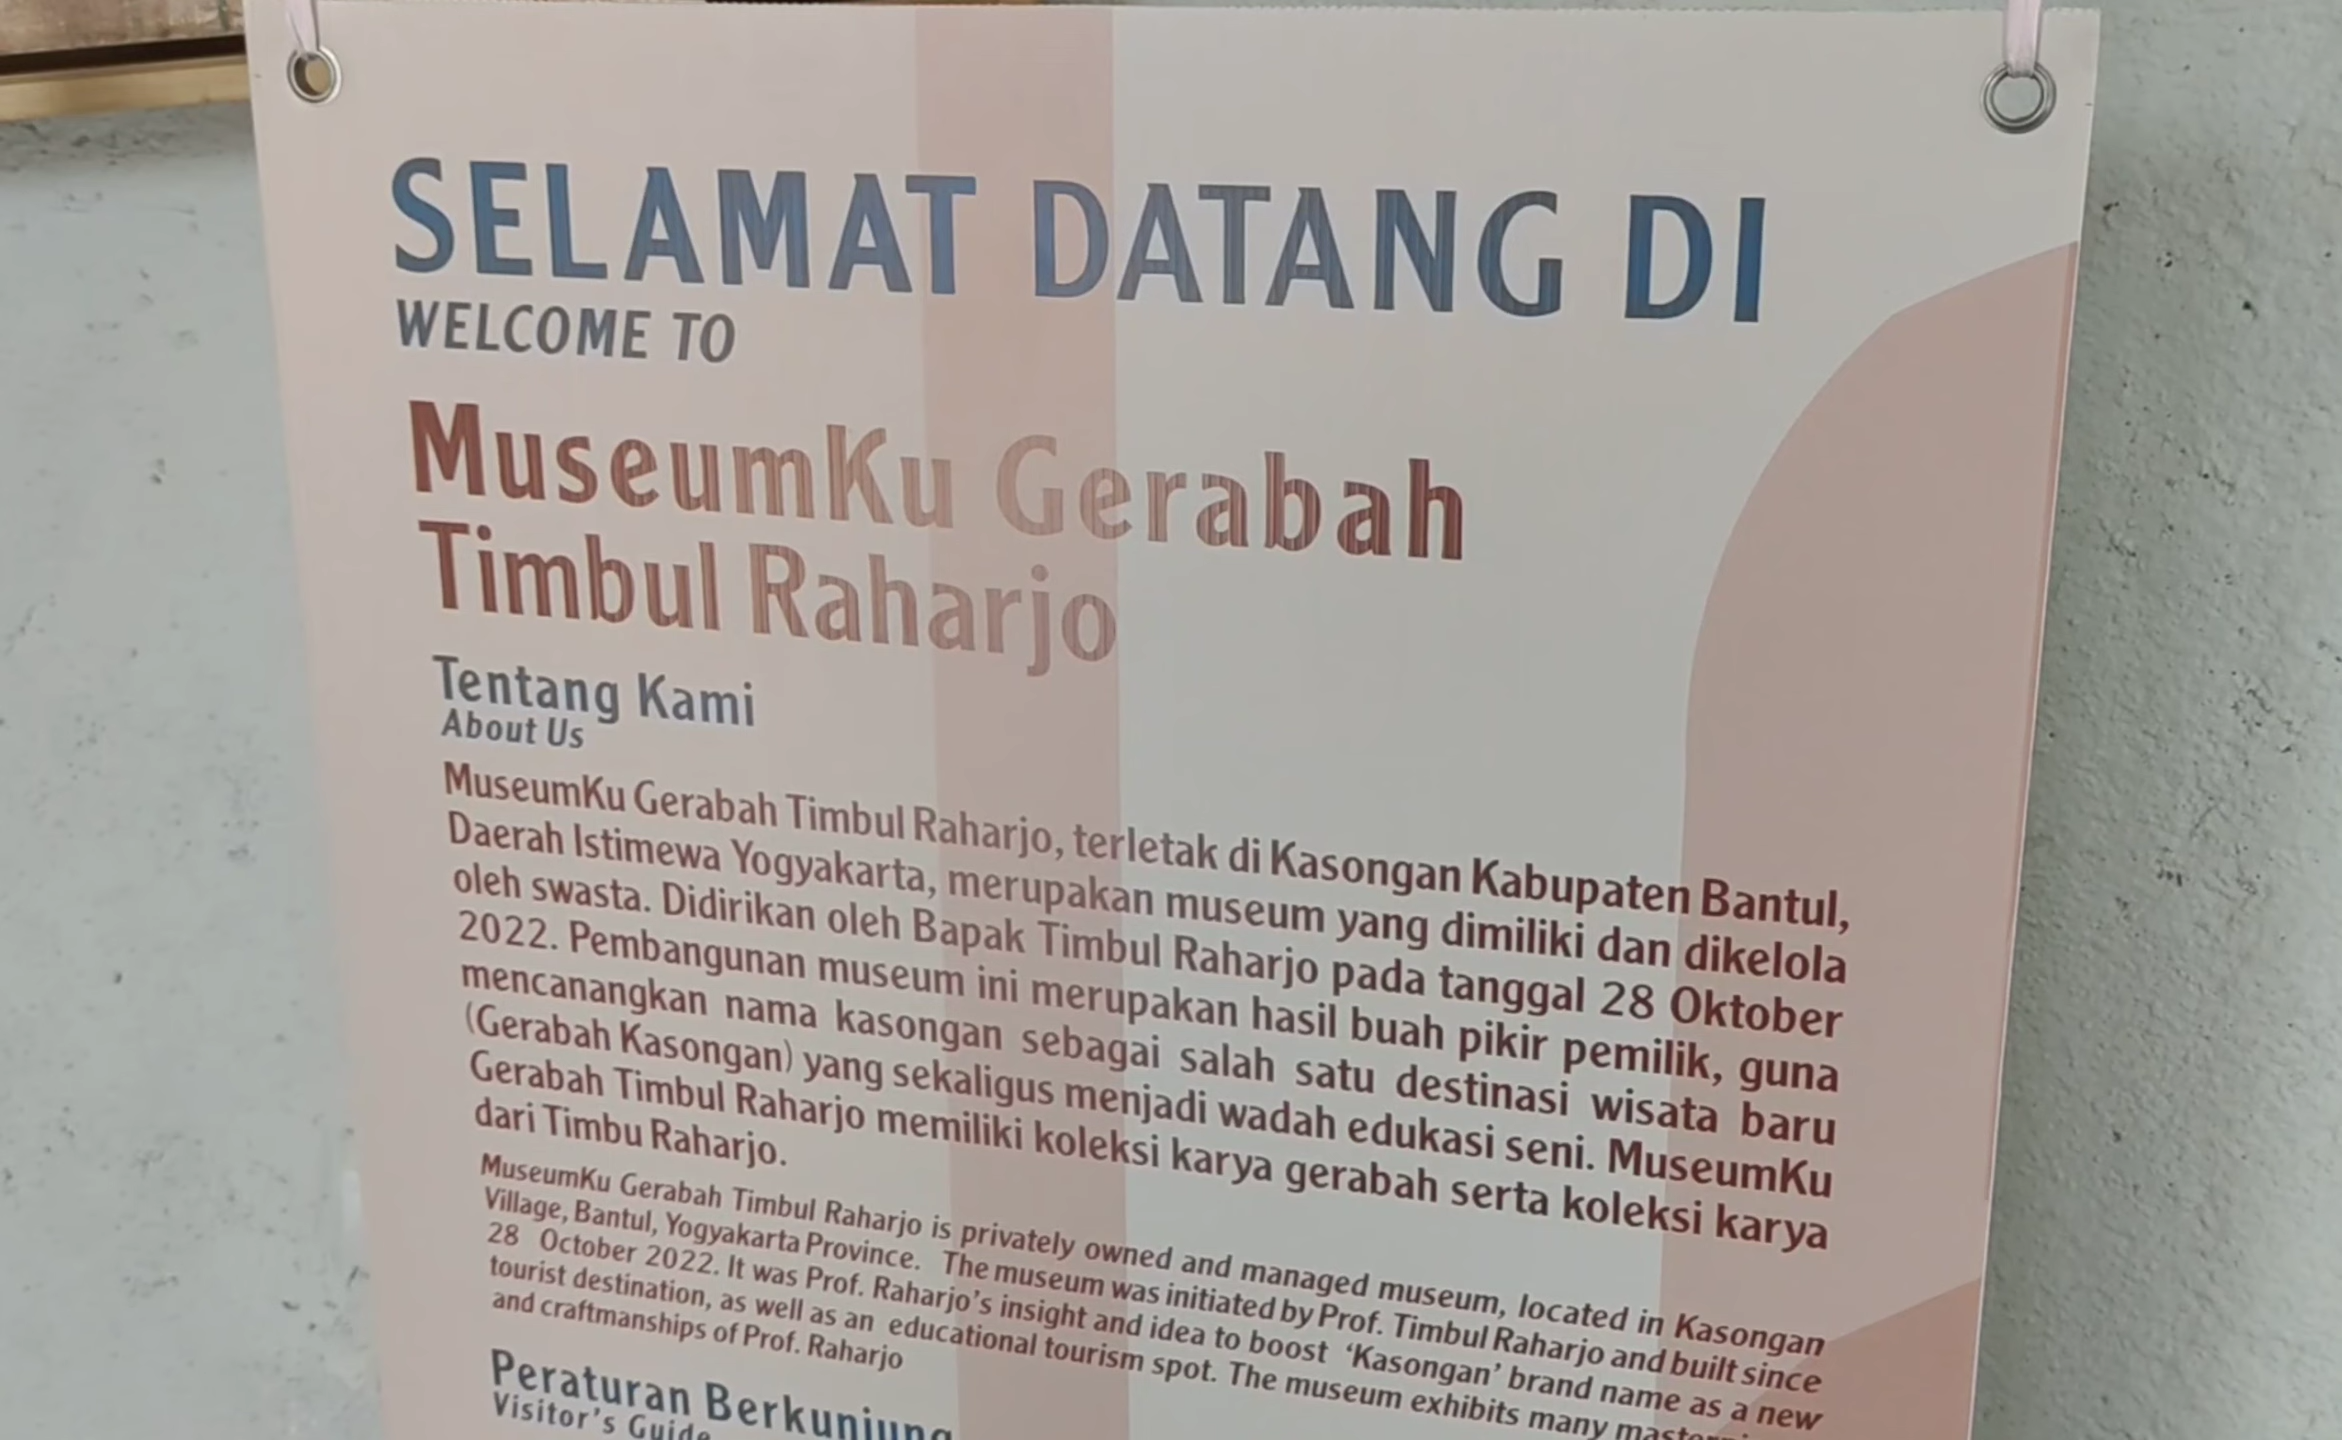 SELAMAT DATANG DI
WELCOME TO
MuseumKu Gerabah
Timbul Raharjo
Tentang Kami
About Us
MuseumKu Gerabah Timbul Raharjo, terletak di Kasongan Kabupaten Bantul,
Daerah Istimewa Yogyakarta, merupakan museum yang dimiliki dan dikelola
oleh swasta. Didirikan oleh Bapak Timbul Raharjo pada tanggal 28 Oktober
2022. Pembangunan museum ini merupakan hasil buah pikir pemilik, guna
mencanangkan nama kasongan sebagai salah satu destinasi wisata baru
(Gerabah Kasongan) yang sekaligus menjadi wadah edukasi seni. MuseumKu
Gerabah Timbul Raharjo memiliki koleksi karya gerabah serta koleksi karya
dari Timbu Raharjo.
MuseumKu Gerabah Timbul Raharjo is privately owned and managed museum, located in Kasongan
Village, Bantul, Yogyakarta Province. The museum was initiated by Prof. Timbul Raharjo and built since
28 October 2022. It was Prof. Raharjo's insight and idea to boost 'Kasongan' brand name as a new
tourist destination, as well as an educational tourism spot. The museum exhibits many
and craftmanships of Prof. Raharjo
Peraturan Berkunjung
Visitor's Guide